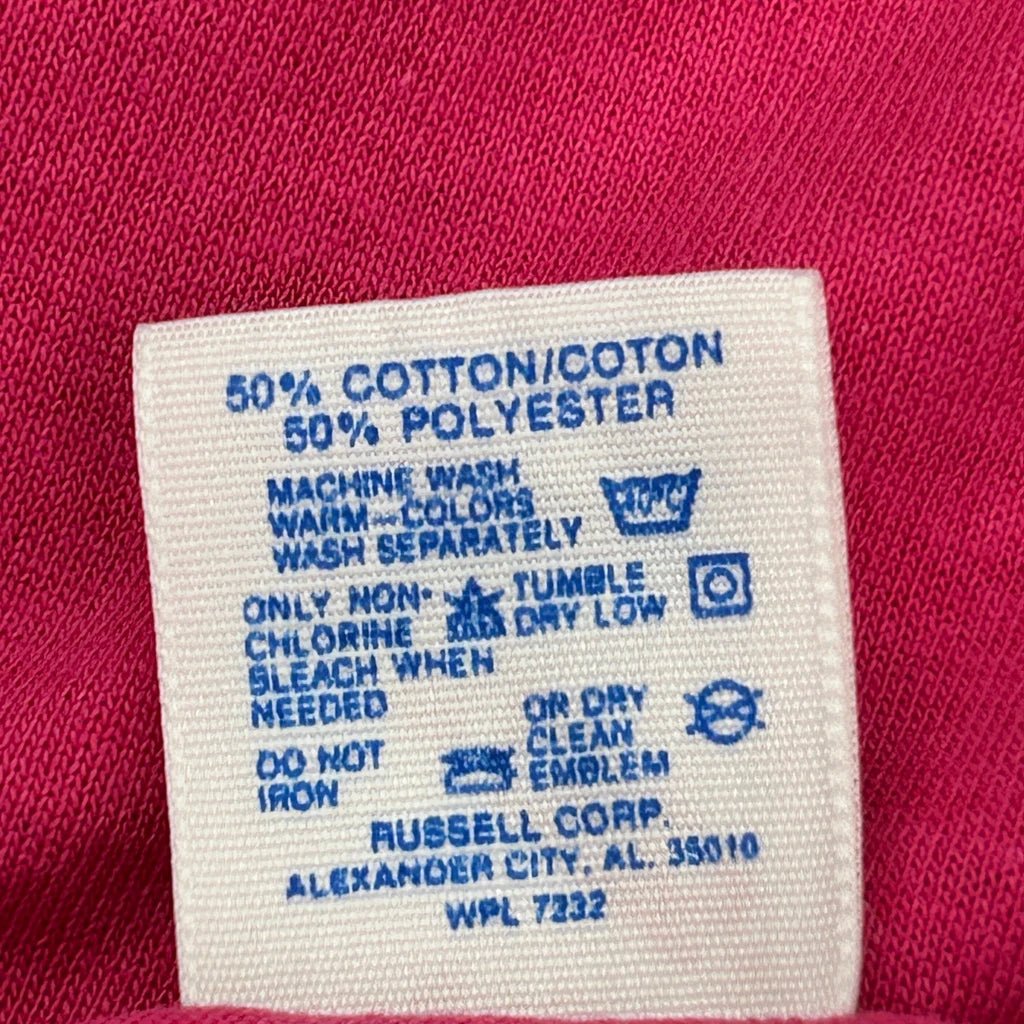 50% COTTON/COTON
50% POLYESTER
MACHINE WASH
WARM—COLORS
WASH SEPARATELY
ONLY NON-
CHLORINE
BLEACH WHEN
NEEDED
TUMBLE
DRY LOW
DO NOT
IRON
OR DRY
CLEAN
EMBLEM
RUSSELL CORP.
ALEXANDER CITY, AL. 35010
WPL 7232